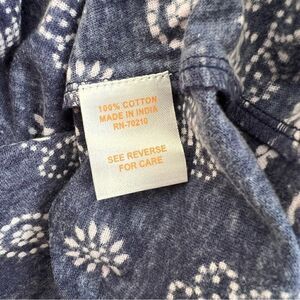 100% COTTON
MADE IN INDIA
RN-70210
SEE REVERSE
FOR CARE